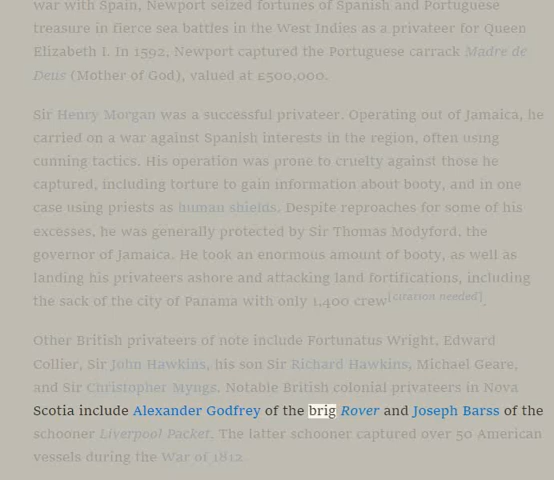 war with Spain, Newport seized fortunes of Spanish and Portuguese
treasure in fierce sea battles in the West Indies as a privateer for Queen
Elizabeth I. In 1592, Newport captured the Portuguese carrack Madre de
Deus (Mother of God), valued at £500,000.
Sir Henry Morgan was a successful privateer. Operating out of Jamaica, he
carried on a war against Spanish interests in the region, often using
cunning tactics. His operation was prone to cruelty against those he
captured, including torture to gain information about booty, and in one
case using priests as human shields. Despite reproaches for some of his
excesses, he was generally protected by Sir Thomas Modyford, the
governor of Jamaica. He took an enormous amount of booty, as well as
landing his privateers ashore and attacking land fortifications, including
the sack of the city of Panama with only 1,400 crew[citation needed].
Other British privateers of note include Fortunatus Wright, Edward
Collier, Sir John Hawkins, his son Sir Richard Hawkins, Michael Geare,
and Sir Christopher Myngs. Notable British colonial privateers in Nova
Scotia include Alexander Godfrey of the brig Rover and Joseph Barss of the
schooner Liverpool Packet. The latter schooner captured over 50 American
vessels during the War of 1812.